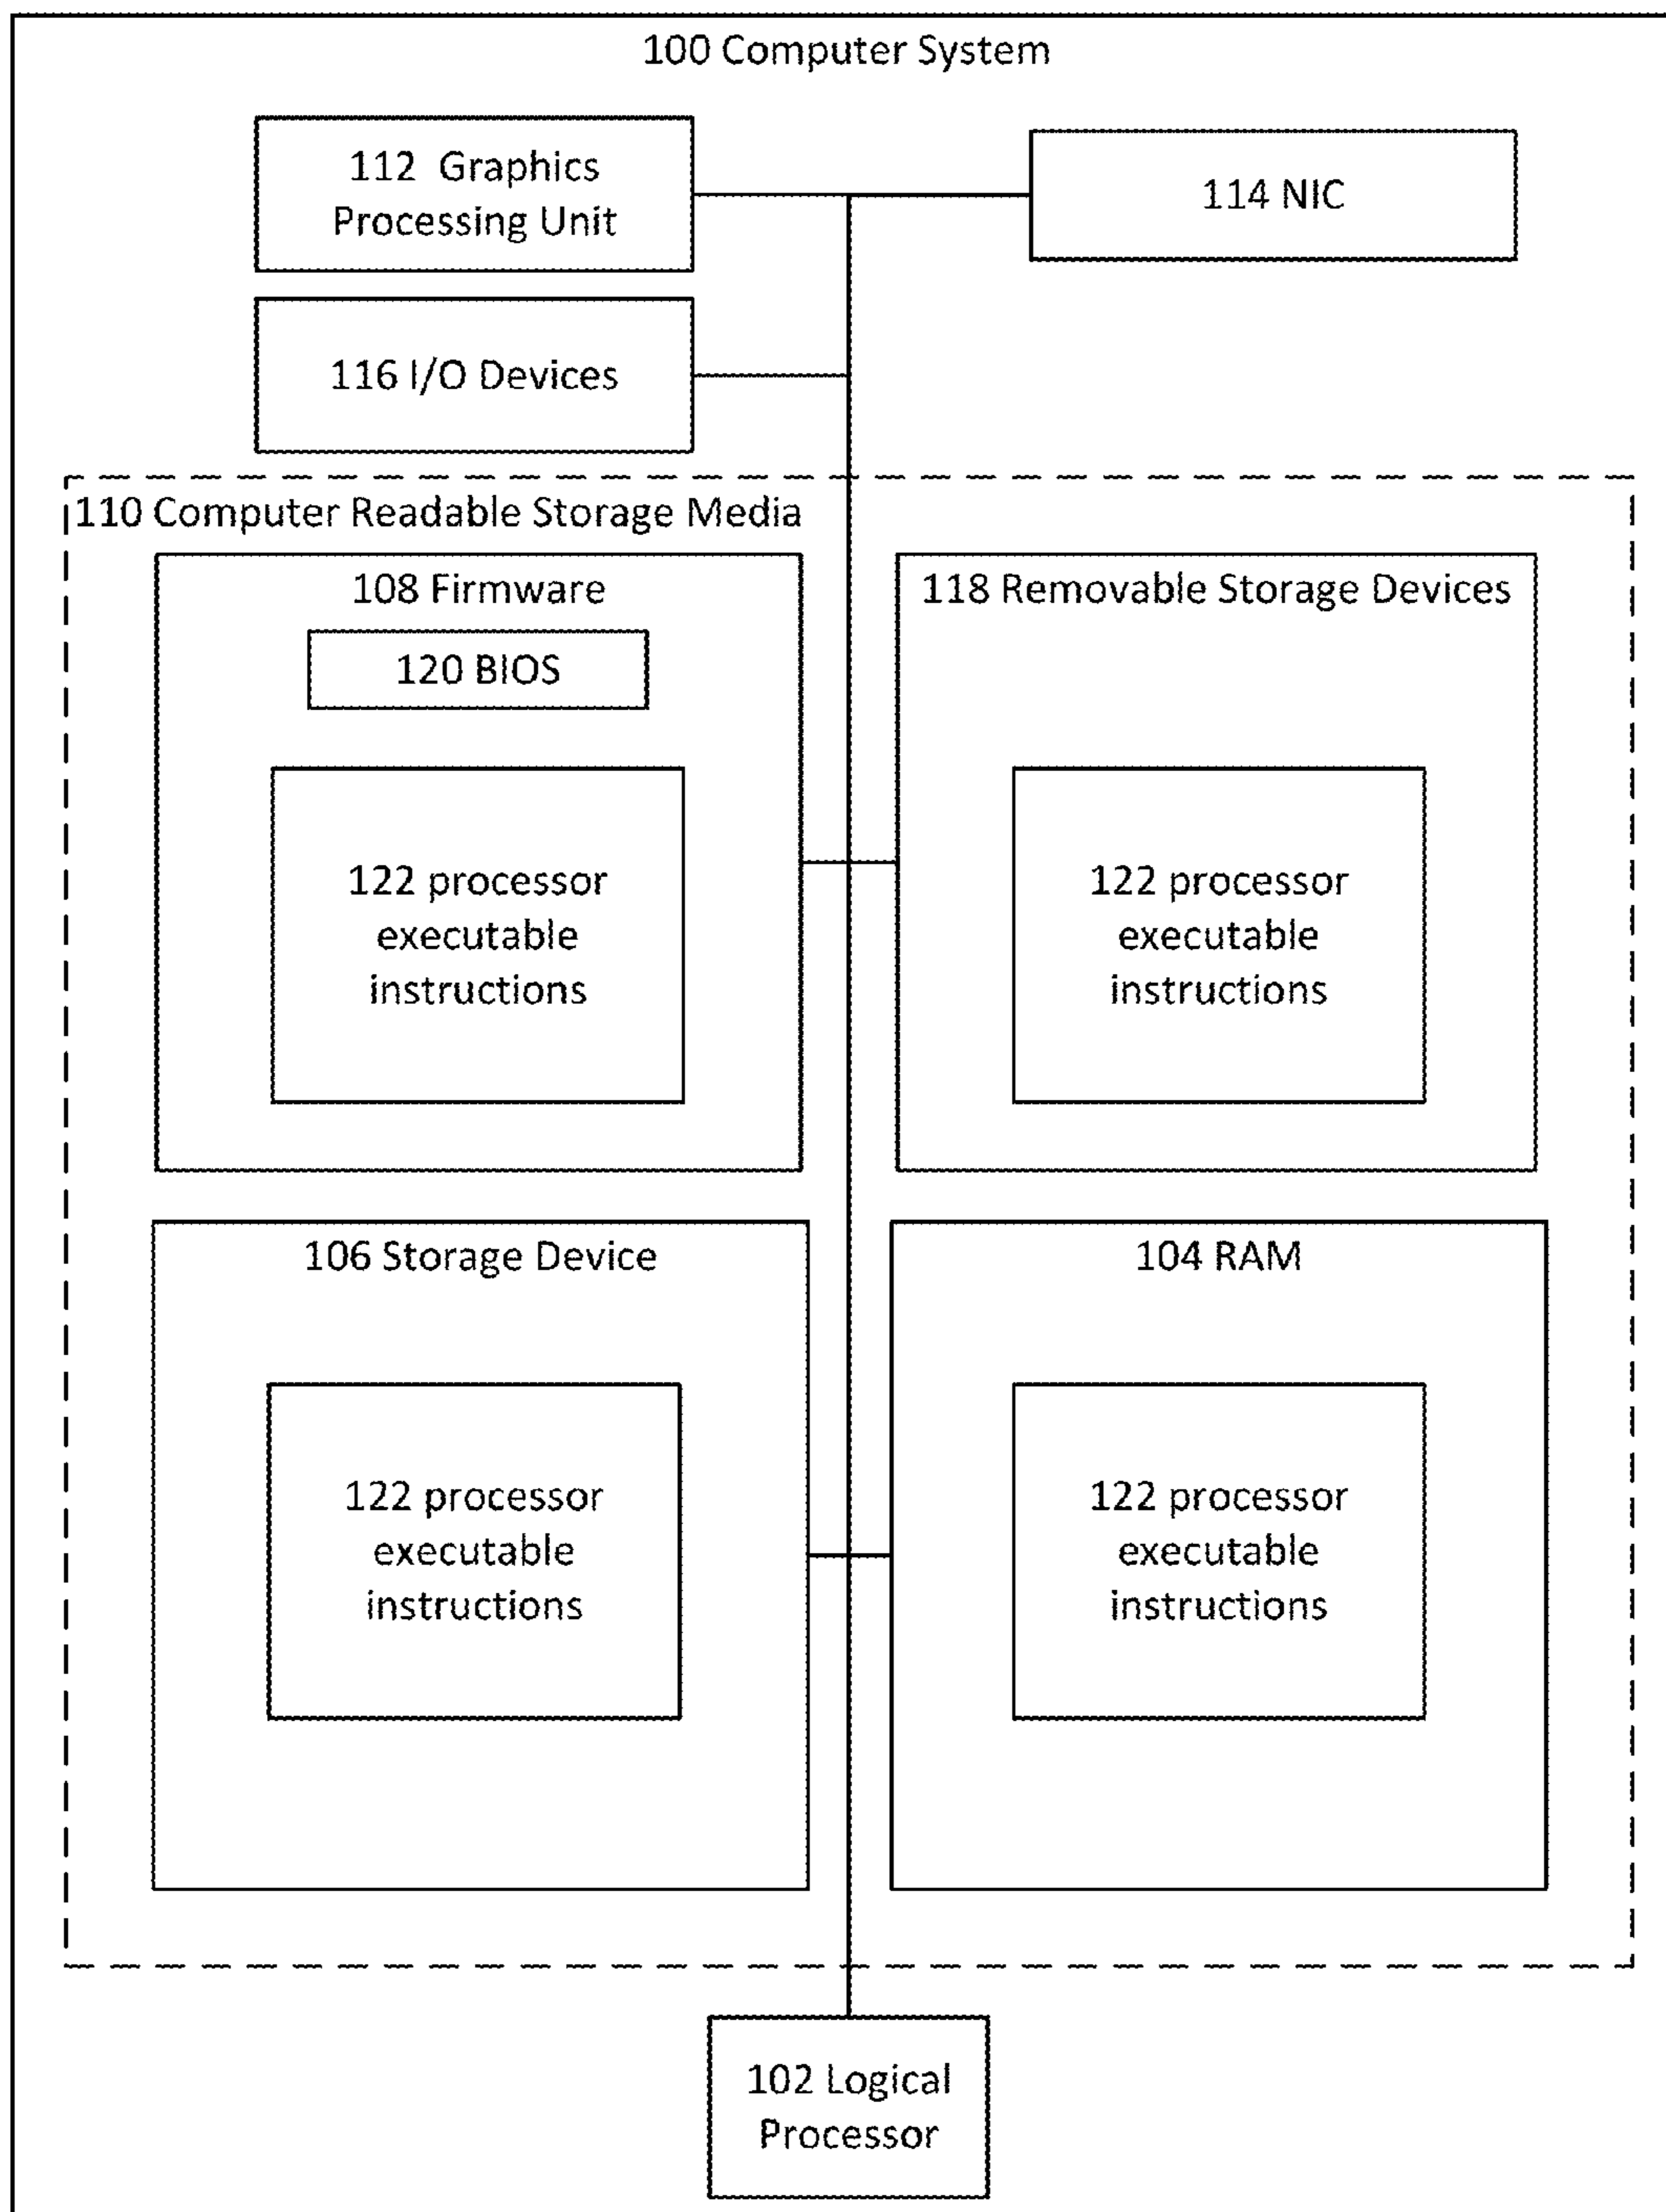 100 Computer System
112 Graphics
Processing Unit
114 NIC
116 I/O Devices
110 Computer Readable Storage Media
108 Firmware
120 BIOS
122 processor
executable
instructions
118 Removable Storage Devices
122 processor
executable
instructions
106 Storage Device
122 processor
executable
instructions
104 RAM
122 processor
executable
instructions
102 Logical
Processor